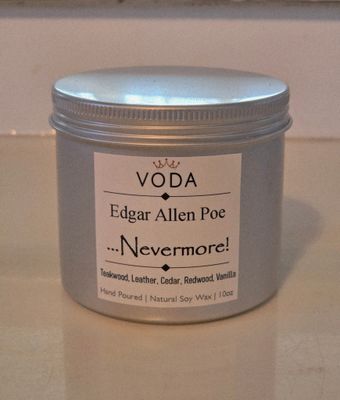 VODA
Edgar Allen Poe
...Nevermore!
Teakwood, Leather, Cedar, Redwood, Vanilla
Hand Poured | Natural Soy Wax | 10oz